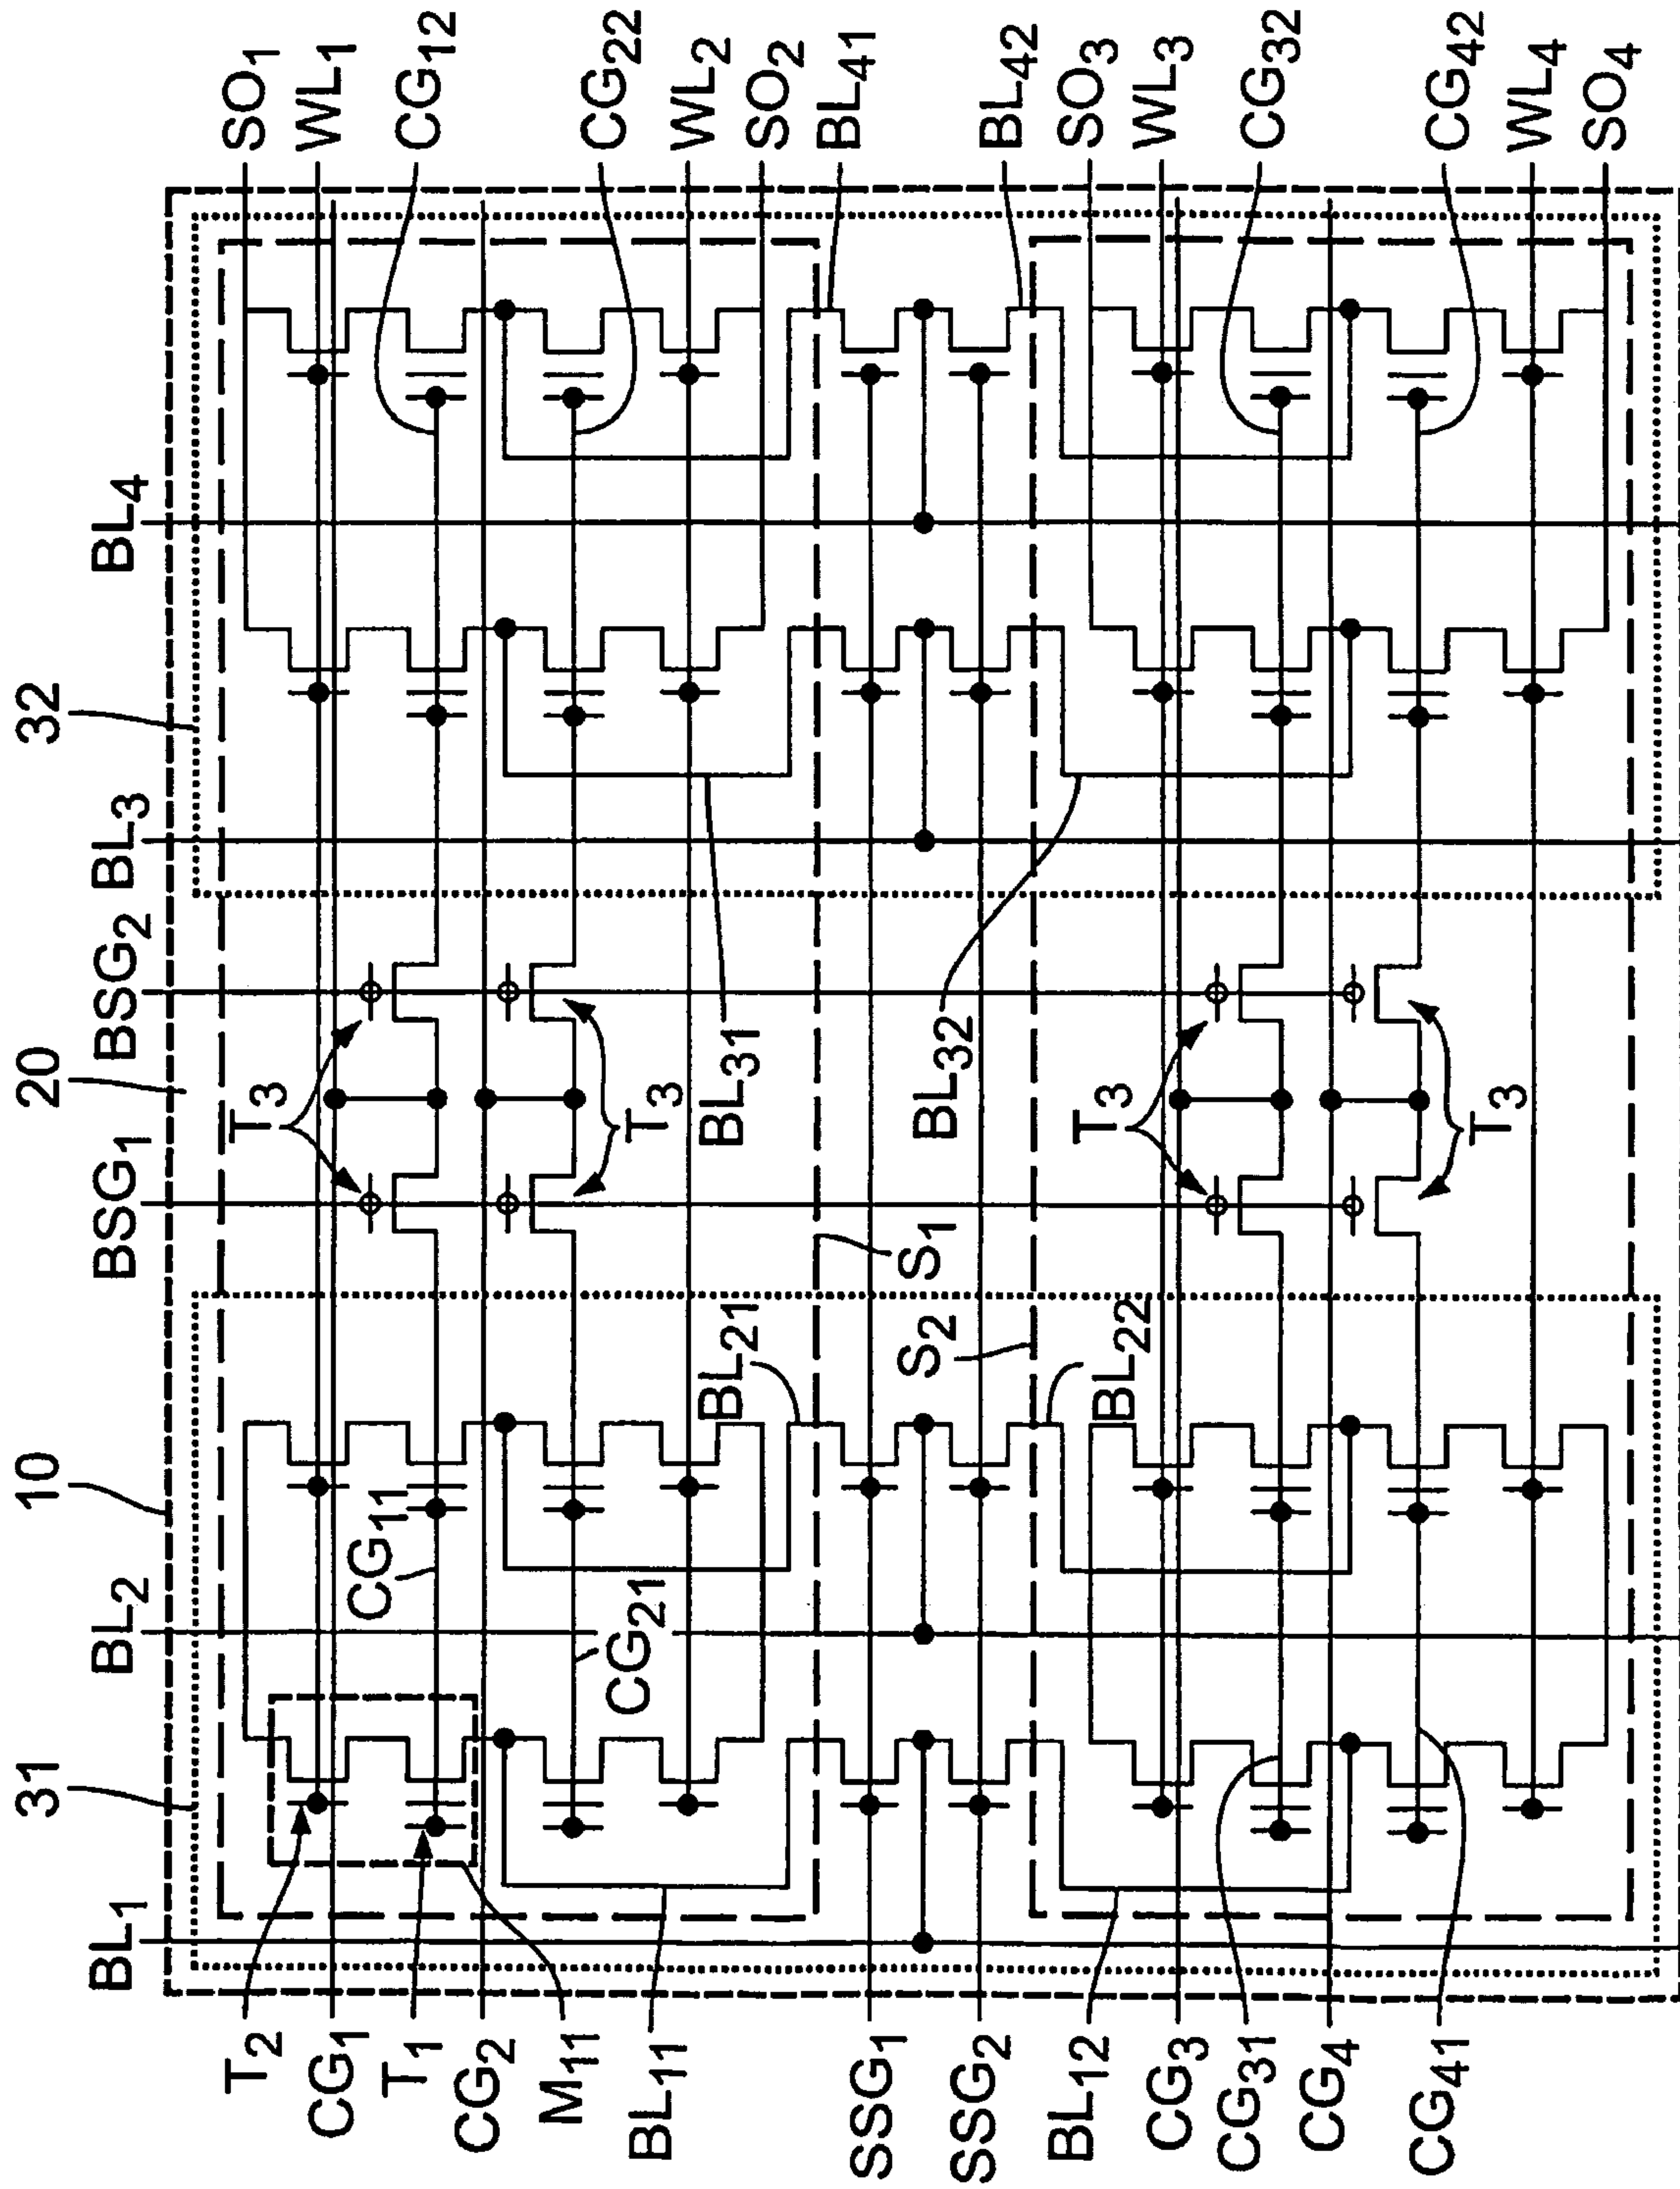 31
10
20
32
BL1
BL2
BSG1
BSG2
BL3
BL4
T2
CG1
T1
CG2
M11
BL11
SSG1
SSG2
BL12
CG3
CG31
CG4
CG41
CG11
CG21
BL21
S1
S2
BL22
T3
T3
BL31
BL32
T3
T3
SO1
WL1
CG12
CG22
WL2
SO2
BL41
BL42
SO3
WL3
CG32
CG42
WL4
SO4